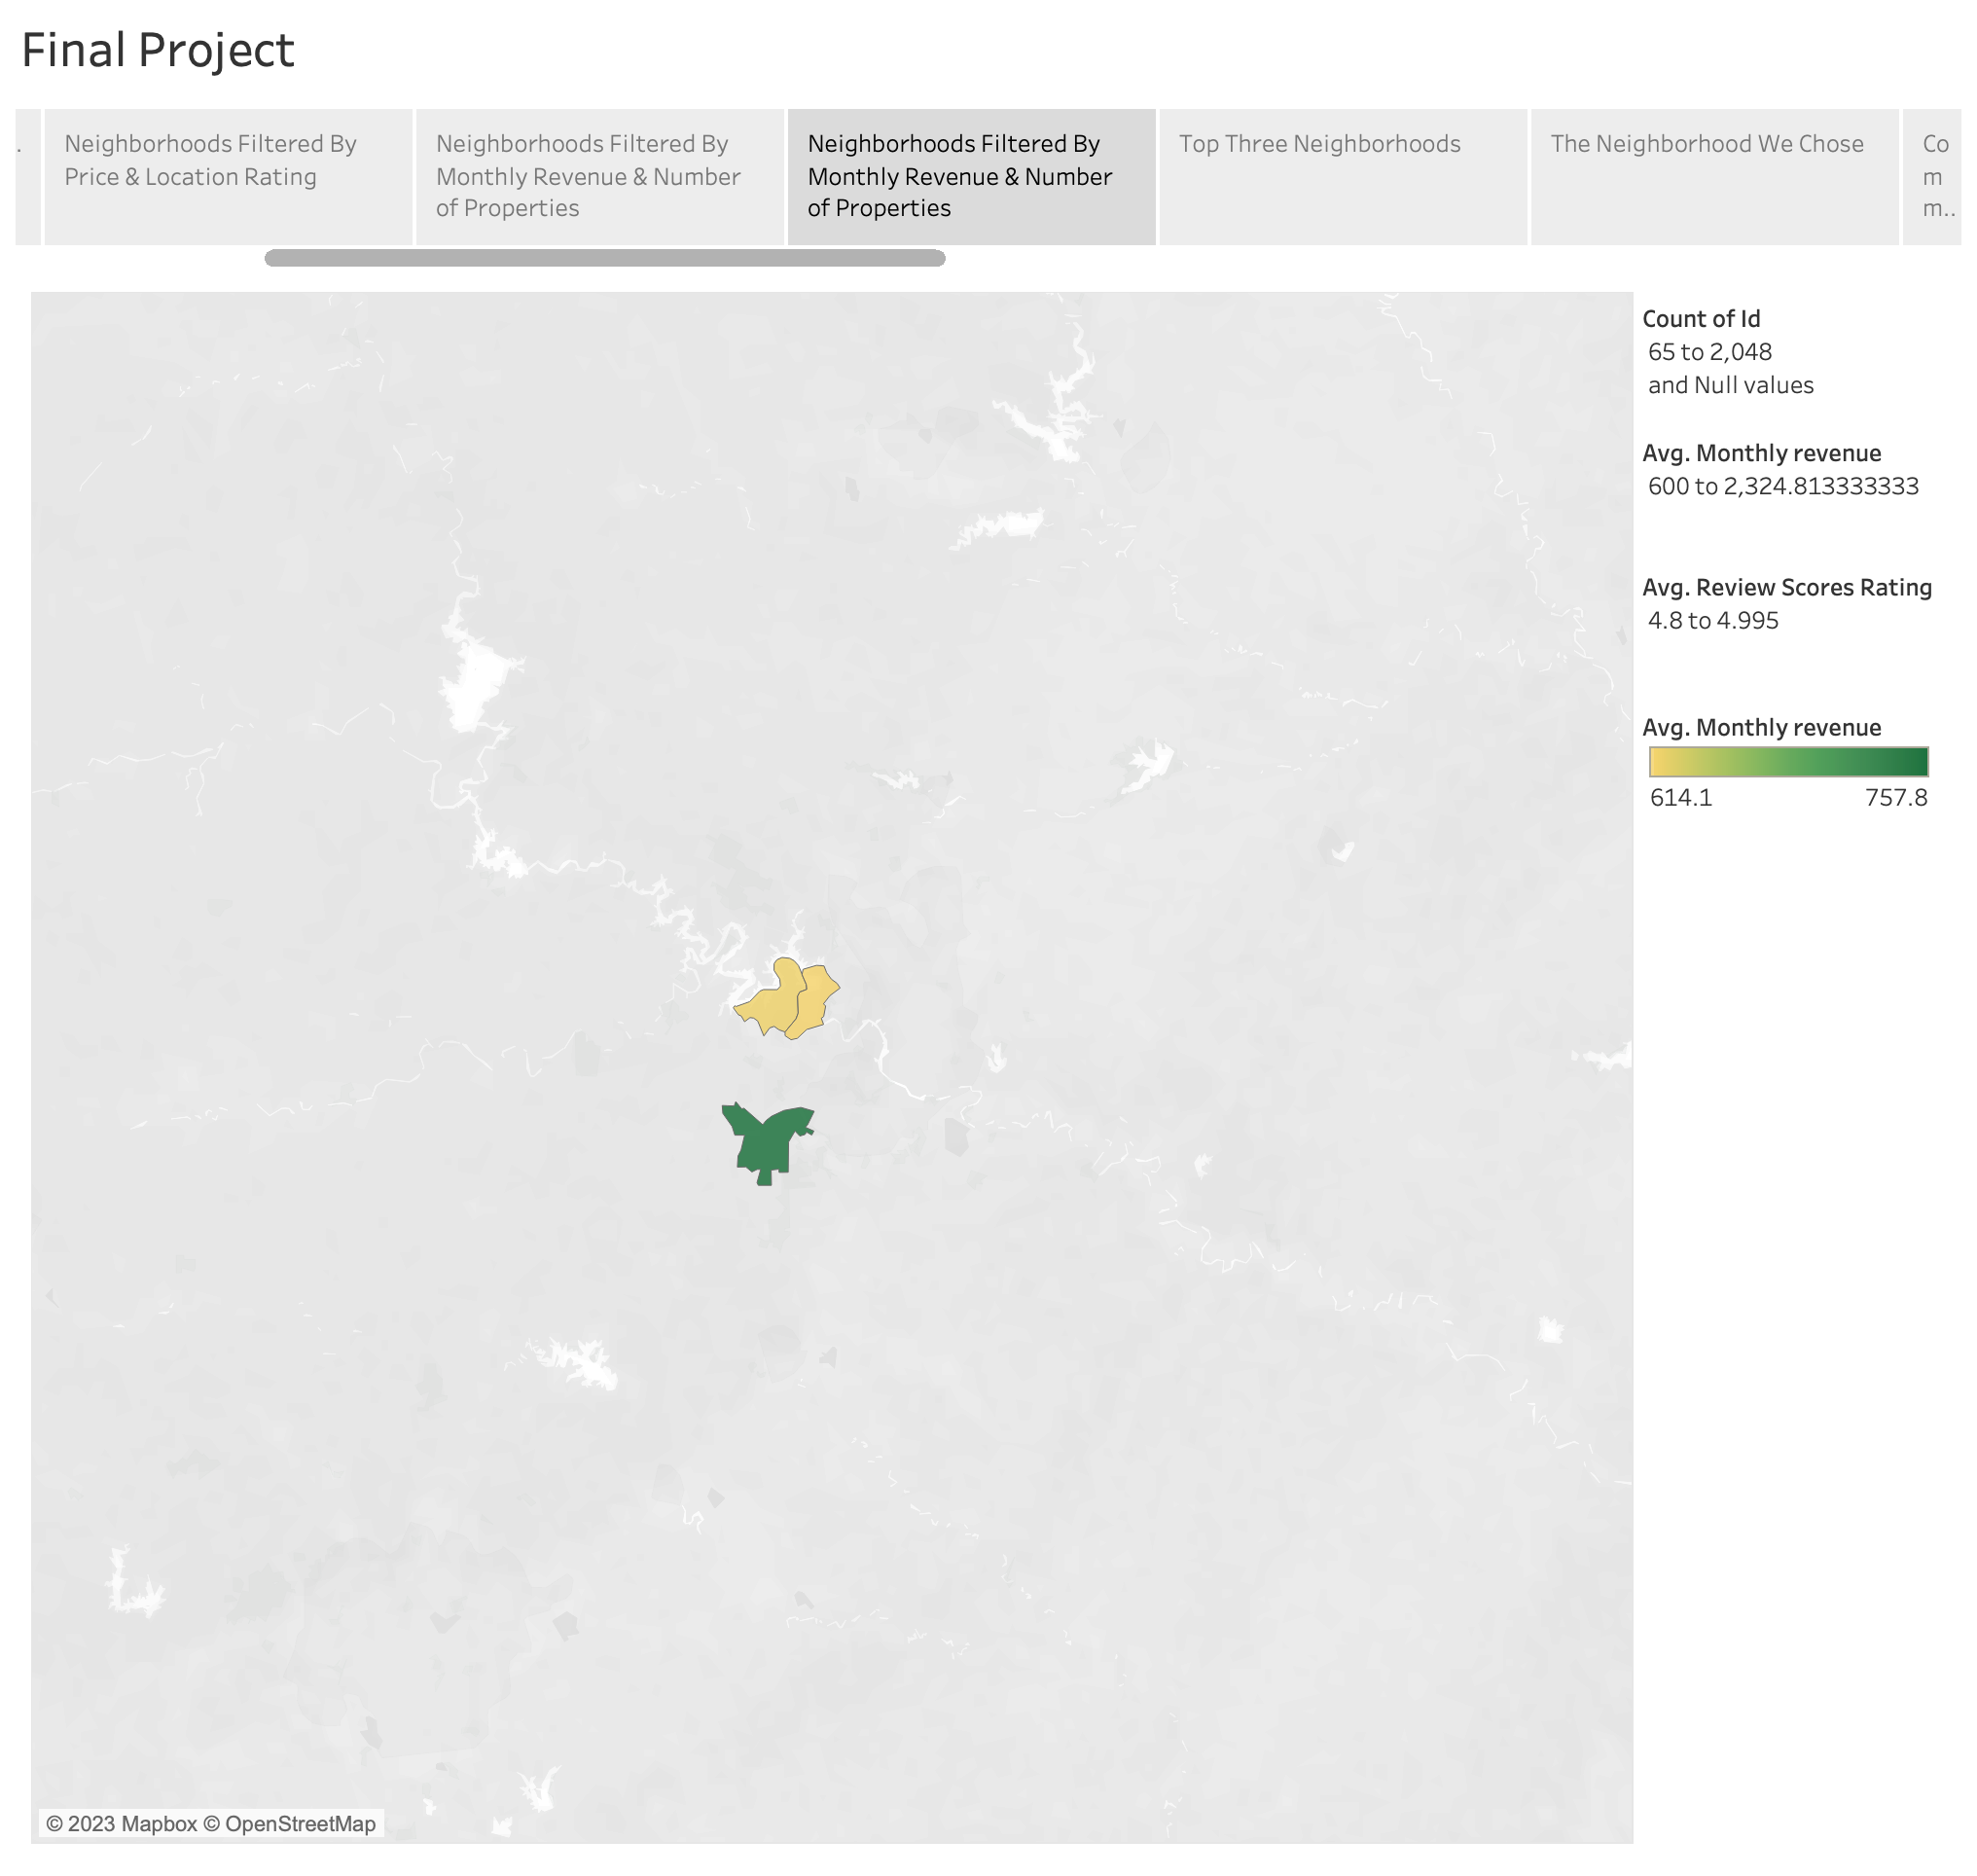 Final Project
.
Neighborhoods Filtered By
Price & Location Rating
Neighborhoods Filtered By
Monthly Revenue & Number
of Properties
Neighborhoods Filtered By
Monthly Revenue & Number
of Properties
Top Three Neighborhoods
The Neighborhood We Chose
Co
m
m..
Count of Id
65 to 2,048
and Null values
Avg. Monthly revenue
600 to 2,324.813333333
Avg. Review Scores Rating
4.8 to 4.995
Avg. Monthly revenue
614.1 757.8
© 2023 Mapbox © OpenStreetMap